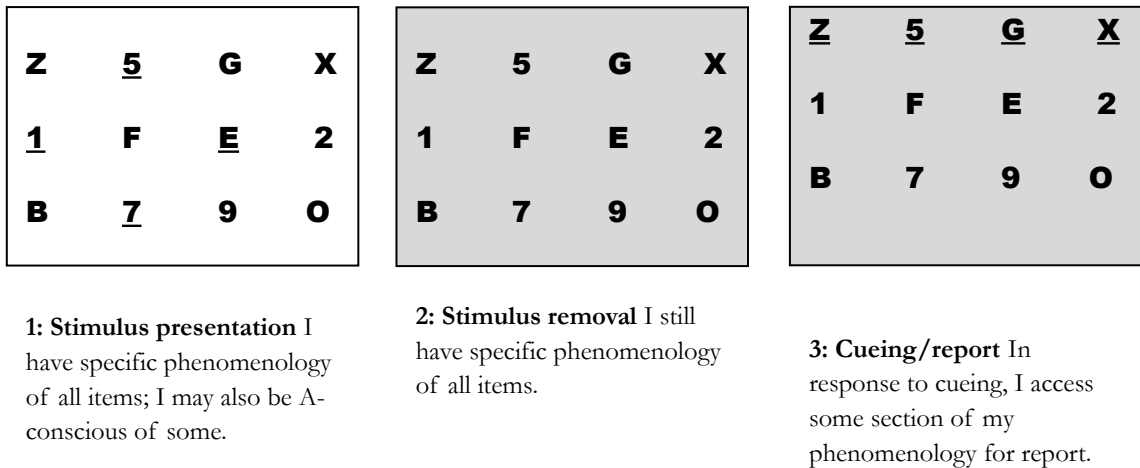 Z 5 G X
1 F E 2
B 7 9 O
Z 5 G X
1 F E 2
B 7 9 O
Z 5 G X
1 F E 2
B 7 9 O
1: Stimulus presentation I
have specific phenomenology
of all items; I may also be A-
conscious of some.
2: Stimulus removal I still
have specific phenomenology
of all items.
3: Cueing/report In
response to cueing, I access
some section of my
phenomenology for report.